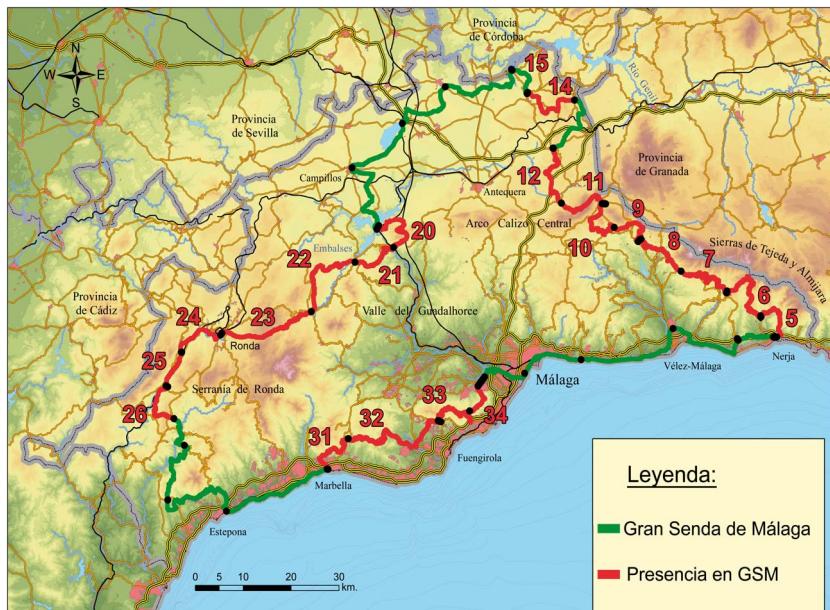 Provincia
de Córdoba
N
W E
S
15
14
Río Genil
Provincia
de Sevilla
Provincia
de Granada
Campillos
Antequera
12
11
9
Arco Calizo Central
10
20
Sierras de Tejeda y Almijara
8
7
Embalses
22
21
6
5
Provincia
de Cádiz
24
23
Valle del Guadalhorce
Ronda
Nerja
Vélez-Málaga
25
Serranía de Ronda
Málaga
26
33
34
32
31
Fuengirola
Marbella
Estepona
Leyenda:
Gran Senda de Málaga
Presencia en GSM
0 5 10 20 30
km.